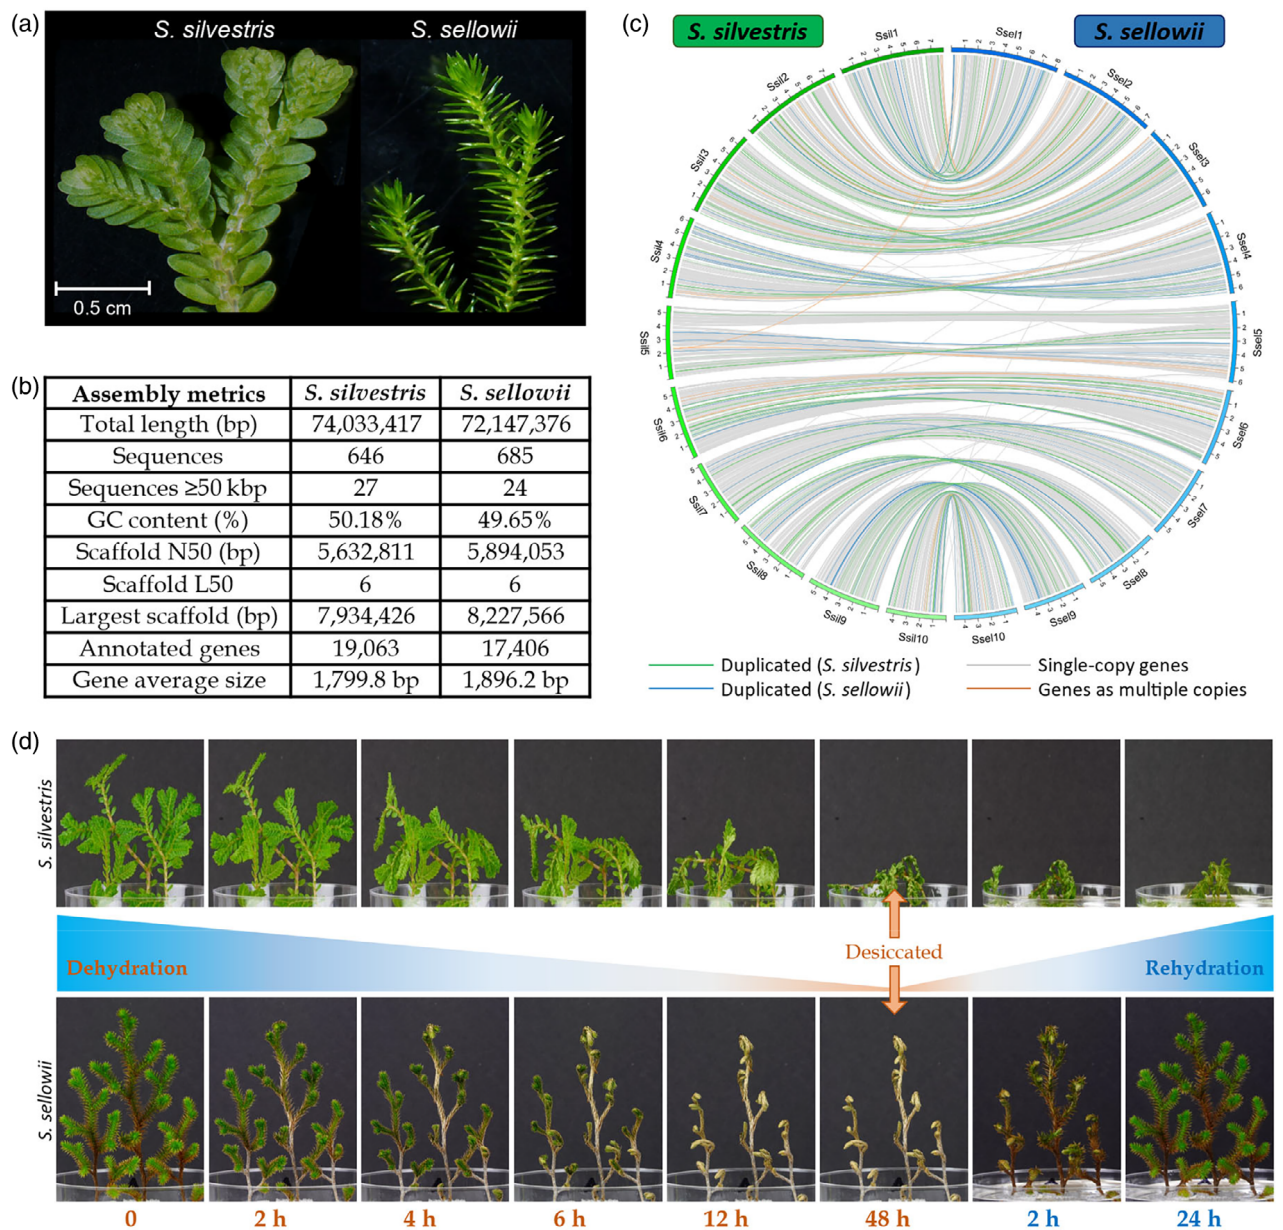 (a)
S. silvestris S. sellowii
0.5 cm
(b)
Assembly metrics S. silvestris S. sellowii
Total length (bp) 74,033,417 72,147,376
Sequences 646 685
Sequences ≥50 kbp 27 24
GC content (%) 50.18% 49.65%
Scaffold N50 (bp) 5,632,811 5,894,053
Scaffold L50 6 6
Largest scaffold (bp) 7,934,426 8,227,566
Annotated genes 19,063 17,406
Gene average size 1,799.8 bp 1,896.2 bp
(c)
S. silvestris S. sellowii
Ssil1
Ssil2
Ssil3
Ssil4
Ssil5
Ssil6
Ssil7
Ssil8
Ssil9
Ssil10
Ssel1
Ssel2
Ssel3
Ssel4
Ssel5
Ssel6
Ssel7
Ssel8
Ssel9
Ssel10
Duplicated (S. silvestris) Single-copy genes
Duplicated (S. sellowii) Genes as multiple copies
(d)
S. silvestris
Desiccated
Dehydration Rehydration
S. sellowii
0 2 h 4 h 6 h 12 h 48 h 2 h 24 h